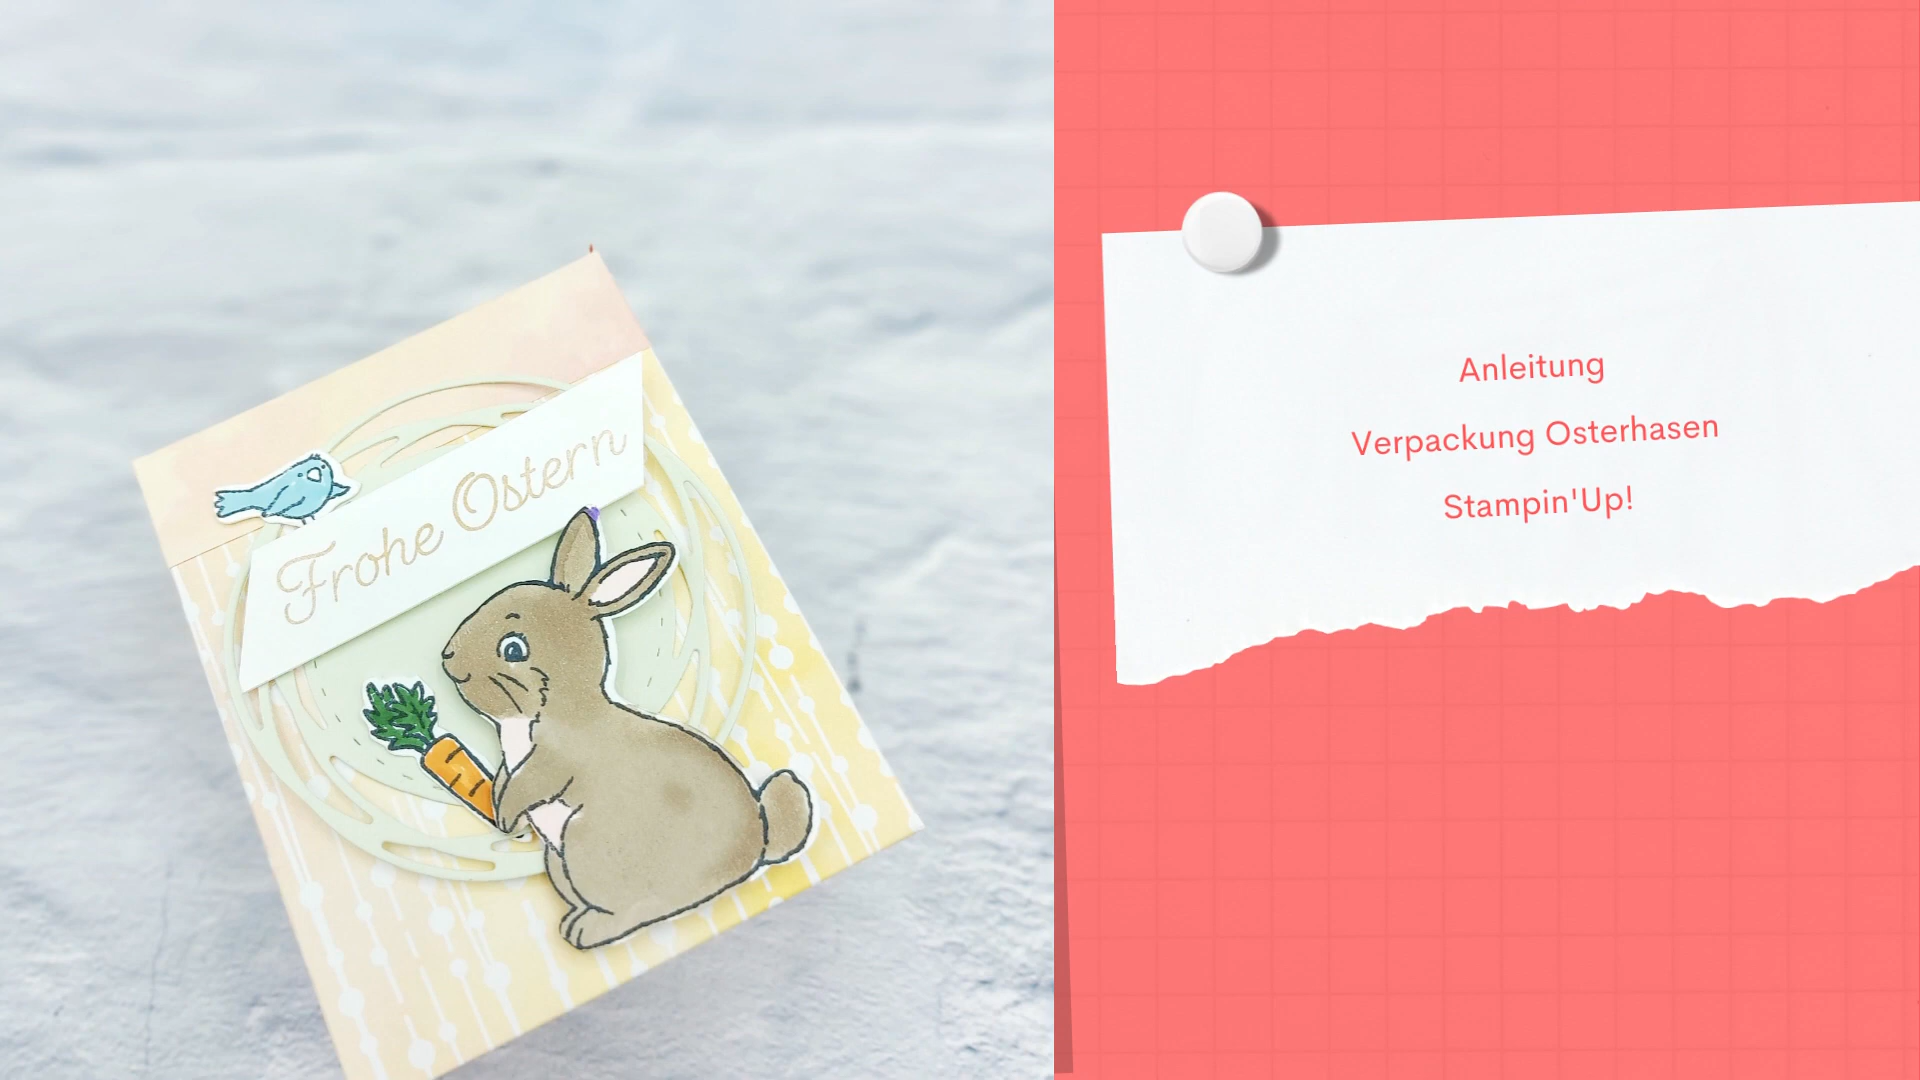 Frohe Ostern
Anleitung
Verpackung Osterhasen
Stampin'Up!